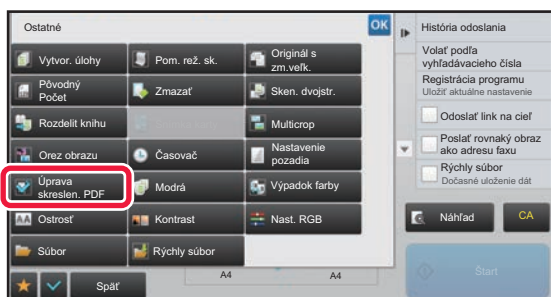 Ostatné
OK
Vytvor. úlohy
Pom. rež. sk.
Originál s
zm.veľk.
Pôvodný
Počet
Zmazať
Sken. dvojstr.
Rozdelit knihu
Multicrop
Orez obrazu
Časovač
Nastavenie
pozadia
Úprava
skreslen. PDF
Modrá
Výpadok farby
Ostrosť
Kontrast
Nast. RGB
Súbor
Rýchly súbor
Späť
A4
A4
História odoslania
Volať podľa
vyhľadávacieho čísla
Registrácia programu
Uložiť aktuálne nastavenie
Odoslať link na cieľ
Poslať rovnaký obraz
ako adresu faxu
Rýchly súbor
Dočasné uloženie dát
Náhľad
CA
Štart